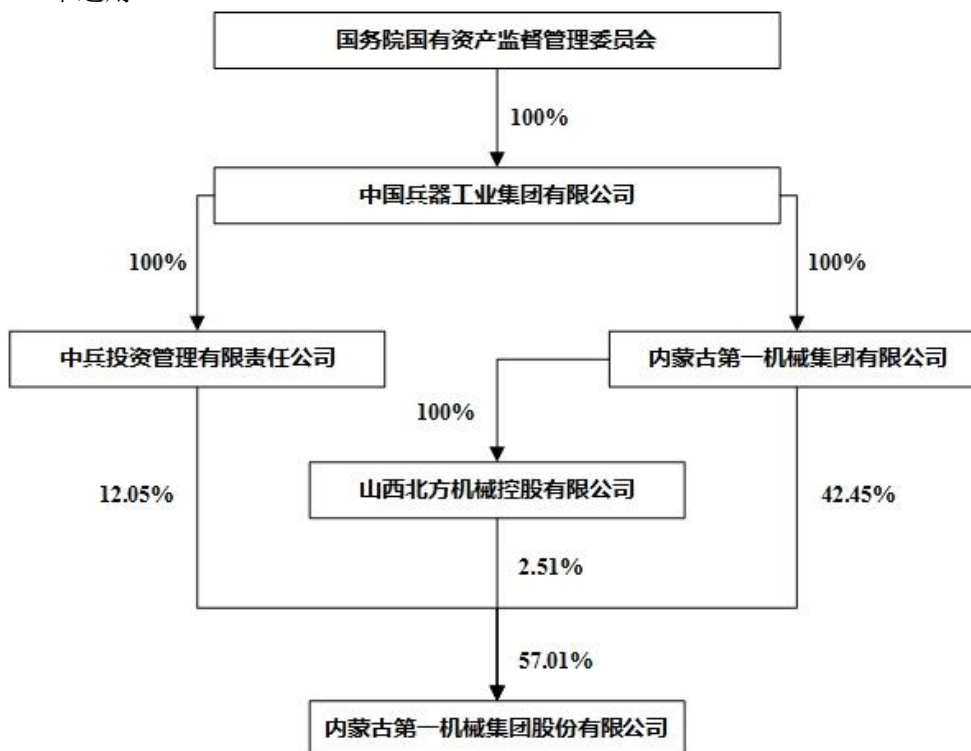 国务院国有资产监督管理委员会
100%
中国兵器工业集团有限公司
100%
100%
中兵投资管理有限责任公司
内蒙古第一机械集团有限公司
100%
山西北方机械控股有限公司
12.05%
42.45%
2.51%
57.01%
内蒙古第一机械集团股份有限公司